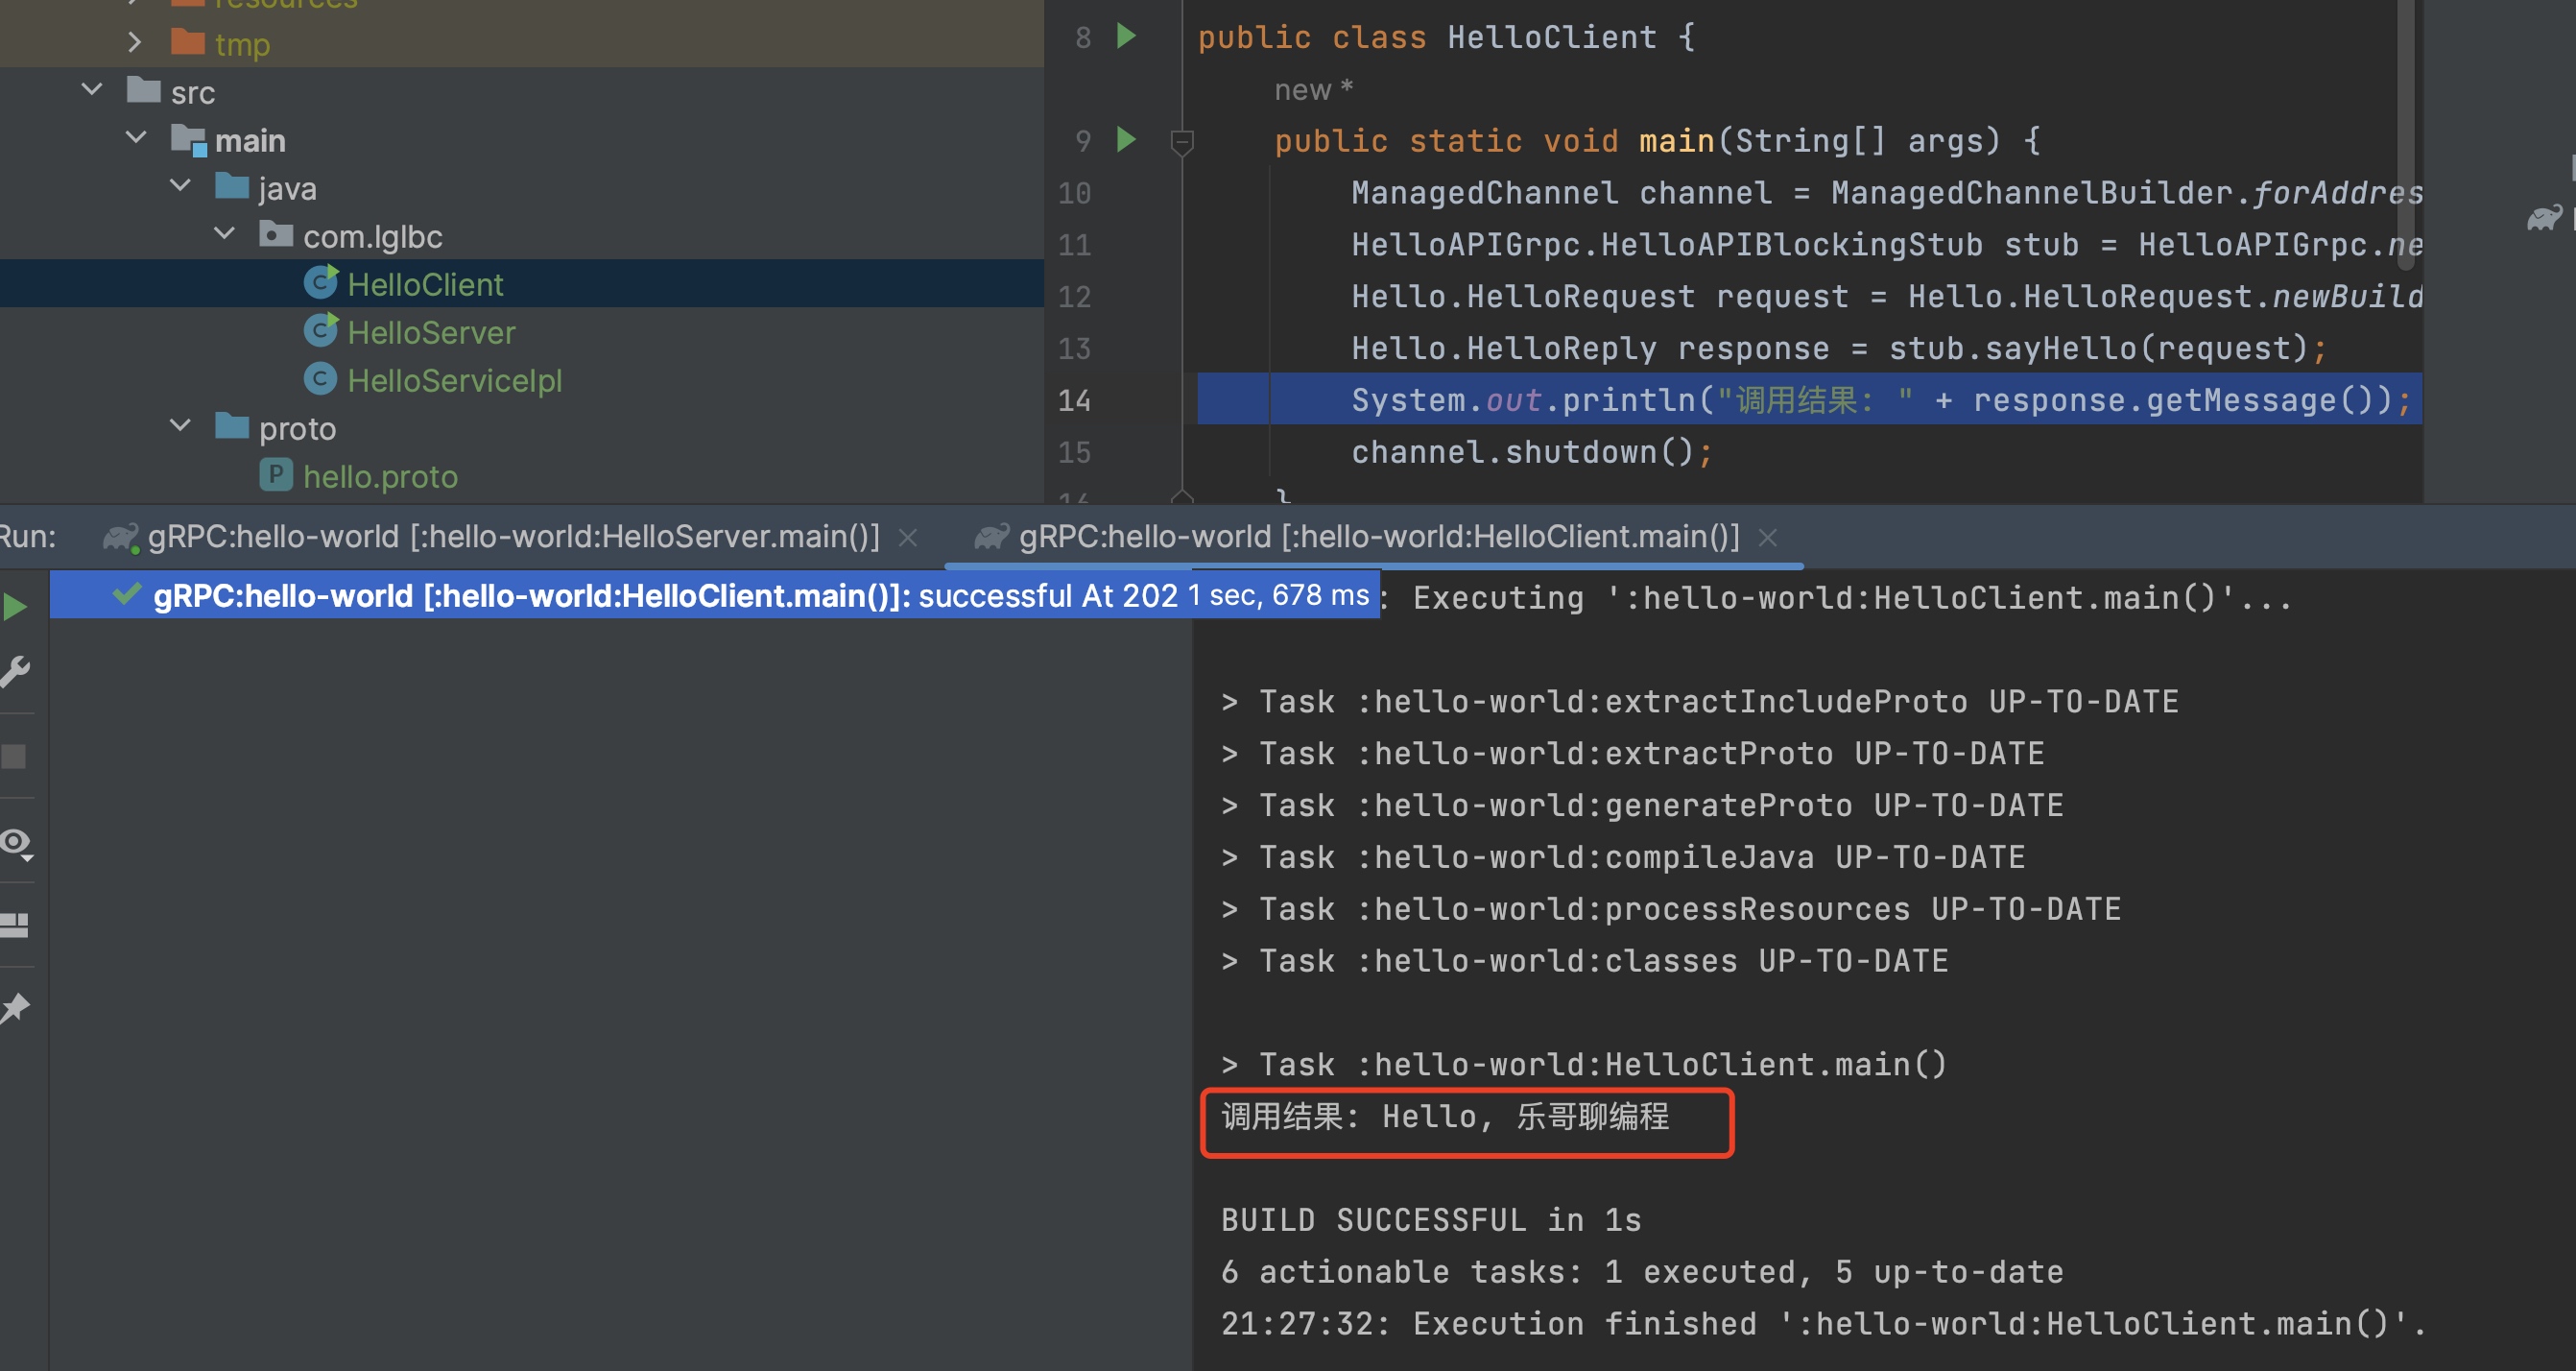 resources
tmp
src
main
java
com.lglbc
HelloClient
HelloServer
HelloServiceIpl
proto
hello.proto
8 public class HelloClient {
new *
9 public static void main(String[] args) {
10 ManagedChannel channel = ManagedChannelBuilder.forAddres
11 HelloAPIGrpc.HelloAPIBlockingStub stub = HelloAPIGrpc.ne
12 Hello.HelloRequest request = Hello.HelloRequest.newBuild
13 Hello.HelloReply response = stub.sayHello(request);
14 System.out.println("调用结果: " + response.getMessage());
15 channel.shutdown();
16 }
Run: gRPC:hello-world [:hello-world:HelloServer.main()] gRPC:hello-world [:hello-world:HelloClient.main()]
gRPC:hello-world [:hello-world:HelloClient.main()]: successful At 202 1 sec, 678 ms
: Executing ':hello-world:HelloClient.main()'...
> Task :hello-world:extractIncludeProto UP-TO-DATE
> Task :hello-world:extractProto UP-TO-DATE
> Task :hello-world:generateProto UP-TO-DATE
> Task :hello-world:compileJava UP-TO-DATE
> Task :hello-world:processResources UP-TO-DATE
> Task :hello-world:classes UP-TO-DATE
> Task :hello-world:HelloClient.main()
调用结果: Hello, 乐哥聊编程
BUILD SUCCESSFUL in 1s
6 actionable tasks: 1 executed, 5 up-to-date
21:27:32: Execution finished ':hello-world:HelloClient.main()'.